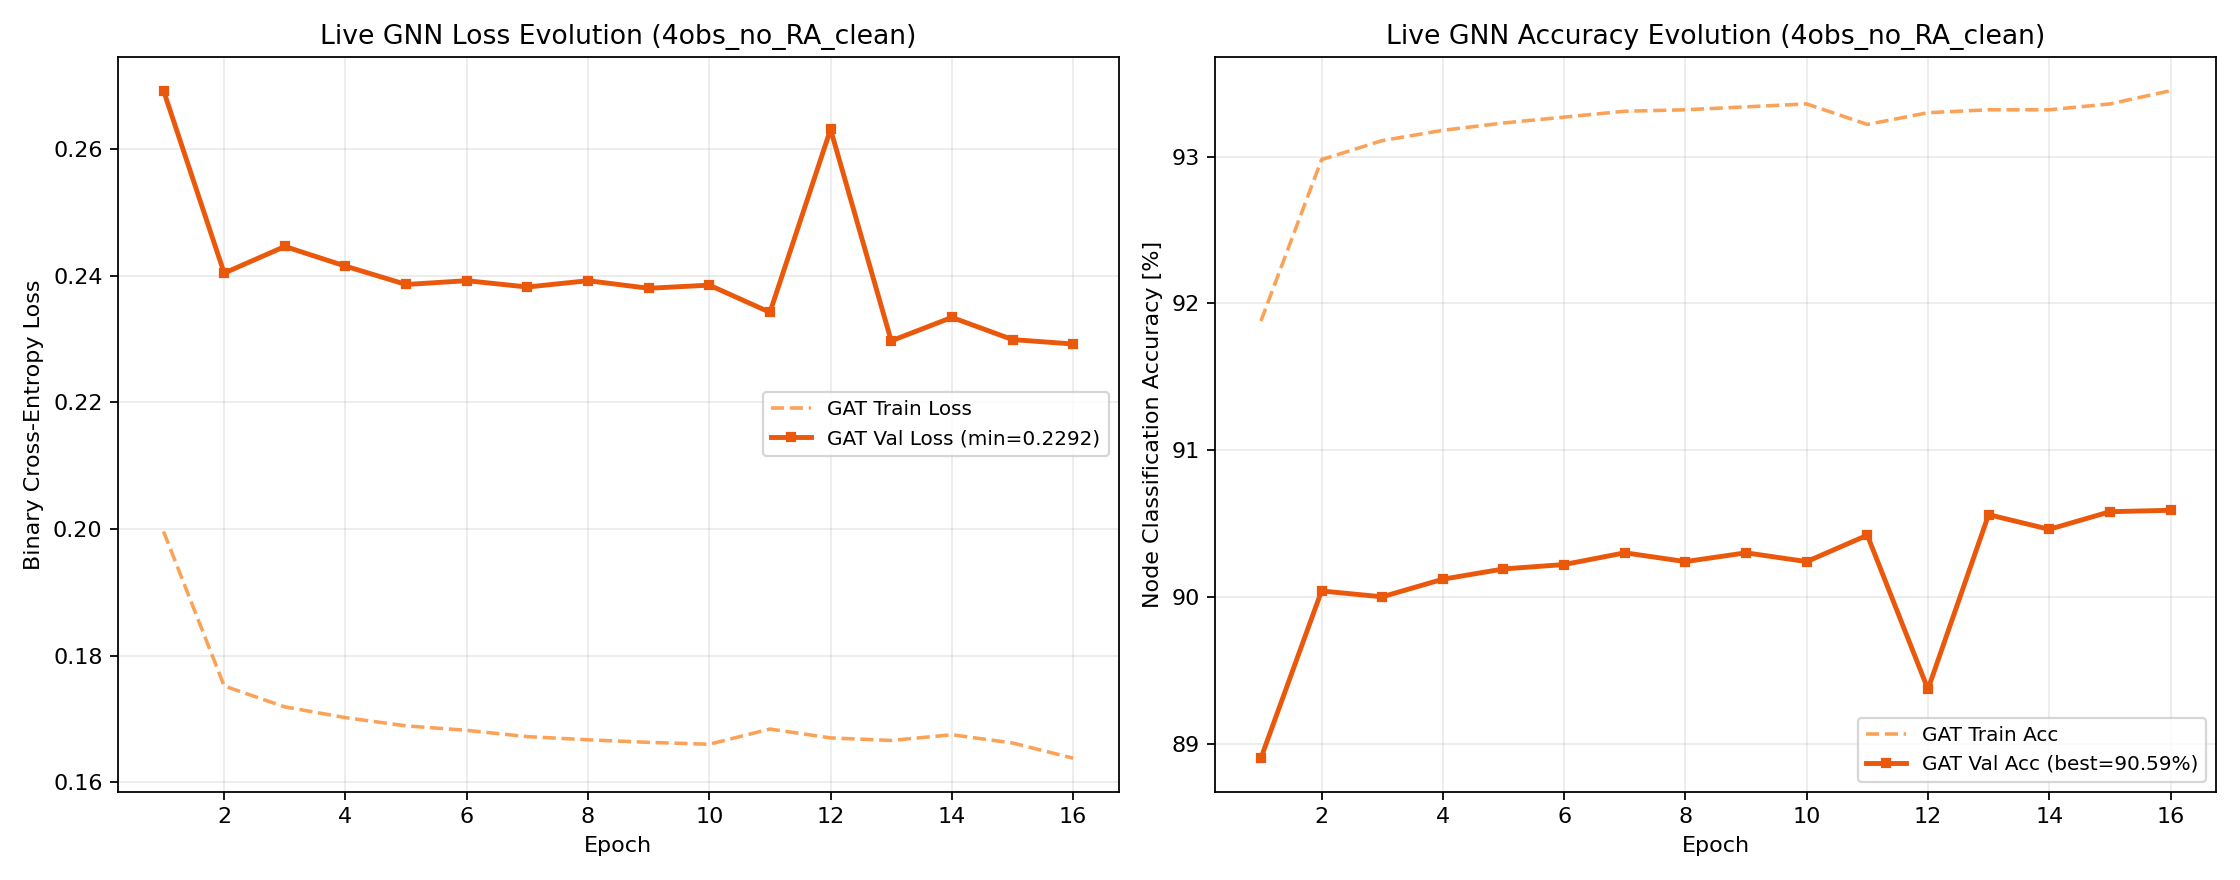 Live GNN Loss Evolution (4obs_no_RA_clean)
Binary Cross-Entropy Loss
0.26
0.24
0.22
0.20
0.18
0.16
GAT Train Loss
GAT Val Loss (min=0.2292)
2 4 6 8 10 12 14 16
Epoch
Live GNN Accuracy Evolution (4obs_no_RA_clean)
Node Classification Accuracy [%]
93
92
91
90
89
GAT Train Acc
GAT Val Acc (best=90.59%)
2 4 6 8 10 12 14 16
Epoch